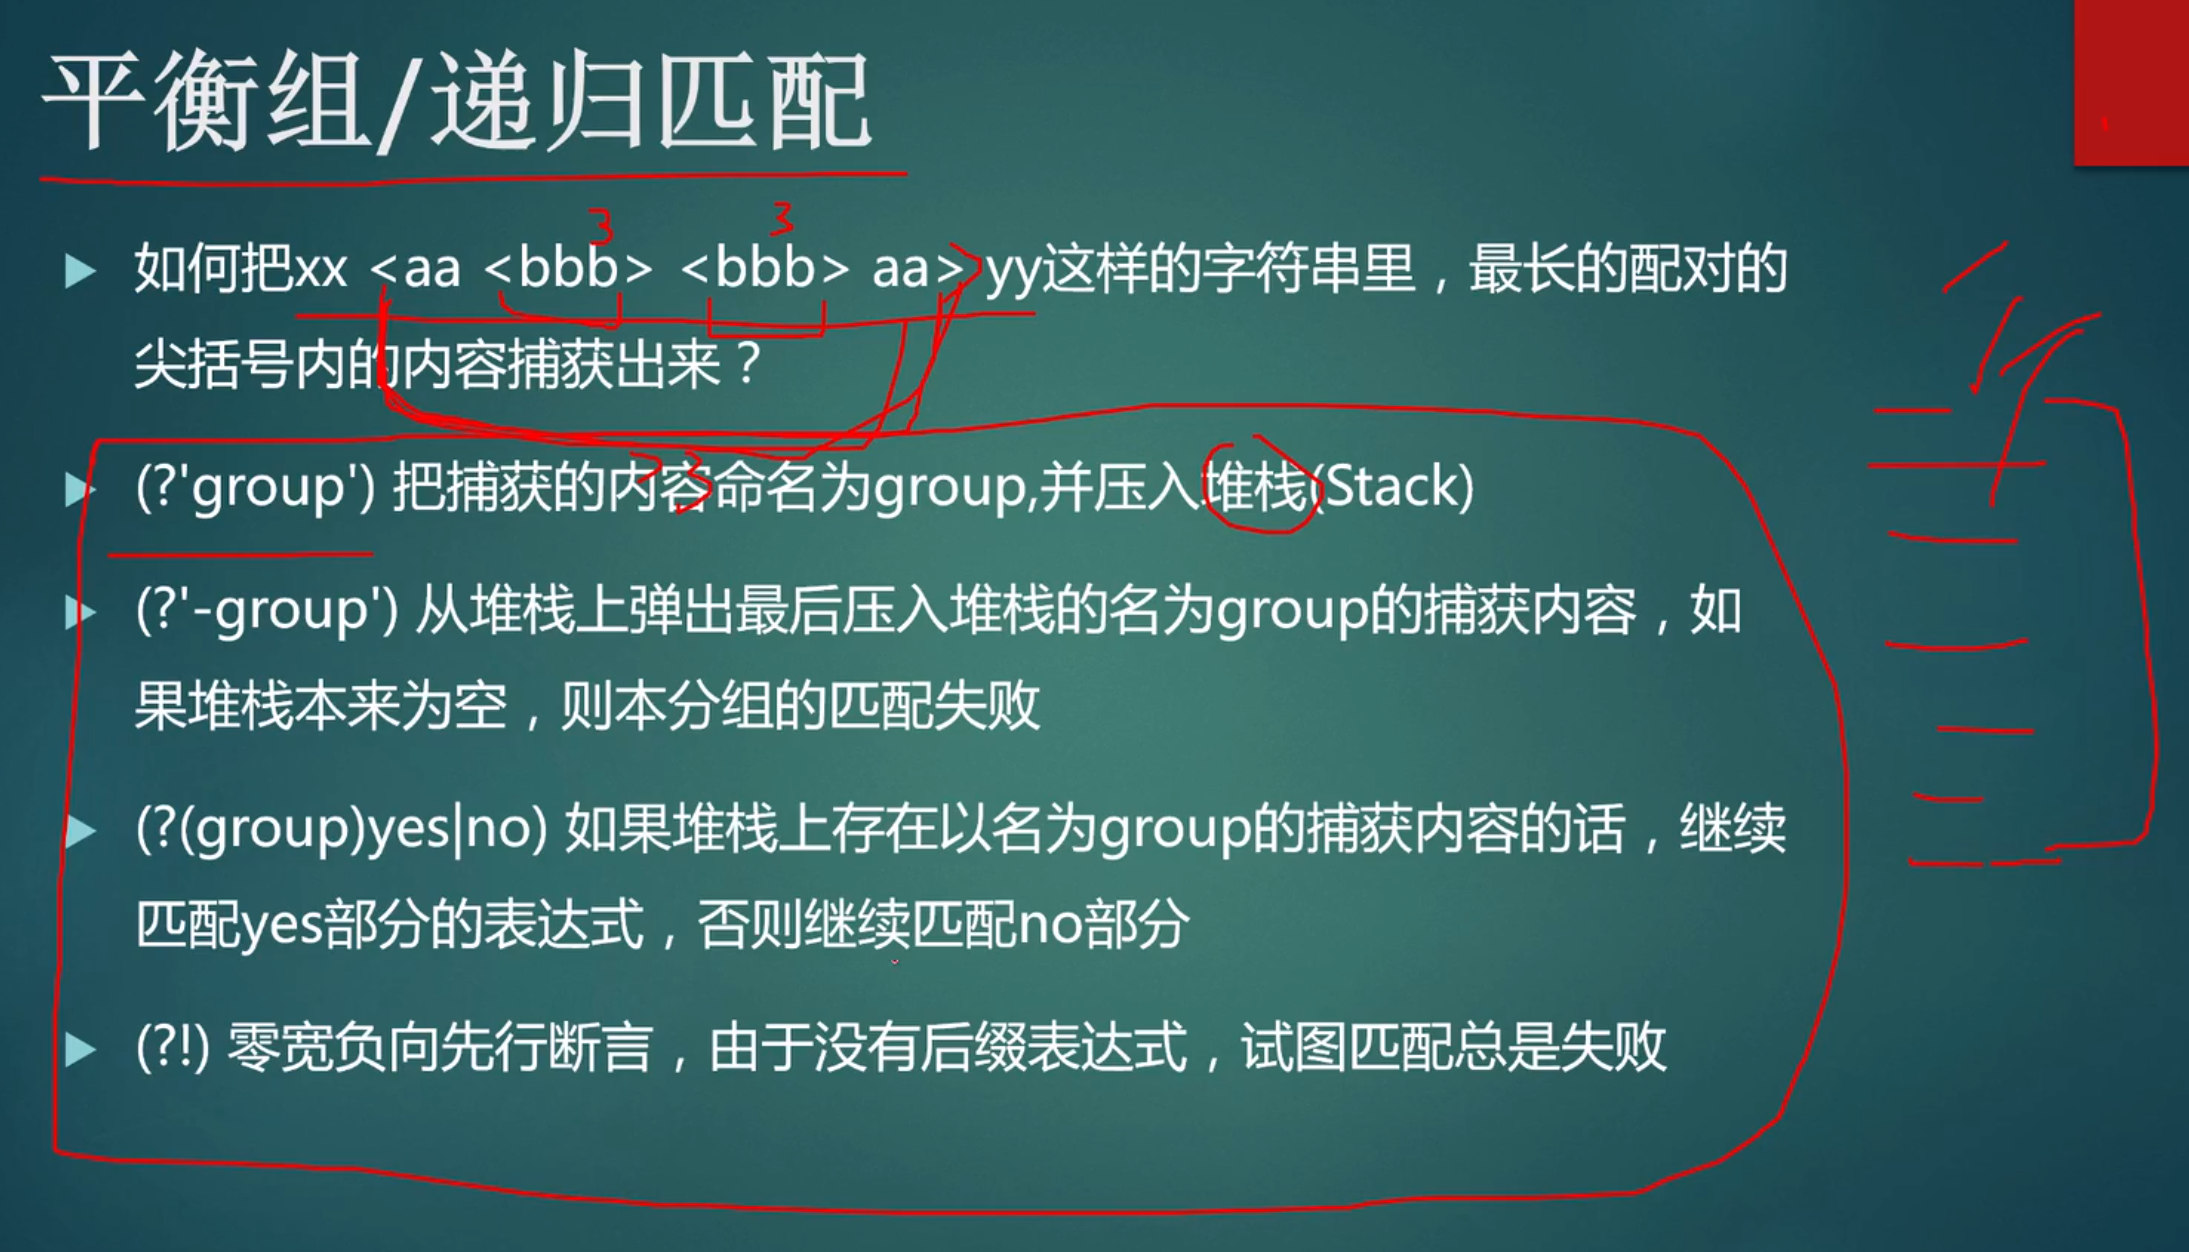 平衡组/递归匹配
3 3
如何把xx <aa <bbb> <bbb> aa> yy这样的字符串里，最长的配对的
尖括号内的内容捕获出来？
(?'group') 把捕获的内容命名为group,并压入堆栈(Stack)
(?'-group') 从堆栈上弹出最后压入堆栈的名为group的捕获内容，如
果堆栈本来为空，则本分组的匹配失败
(?(group)yes|no) 如果堆栈上存在以名为group的捕获内容的话，继续
匹配yes部分的表达式，否则继续匹配no部分
(?!) 零宽负向先行断言，由于没有后缀表达式，试图匹配总是失败